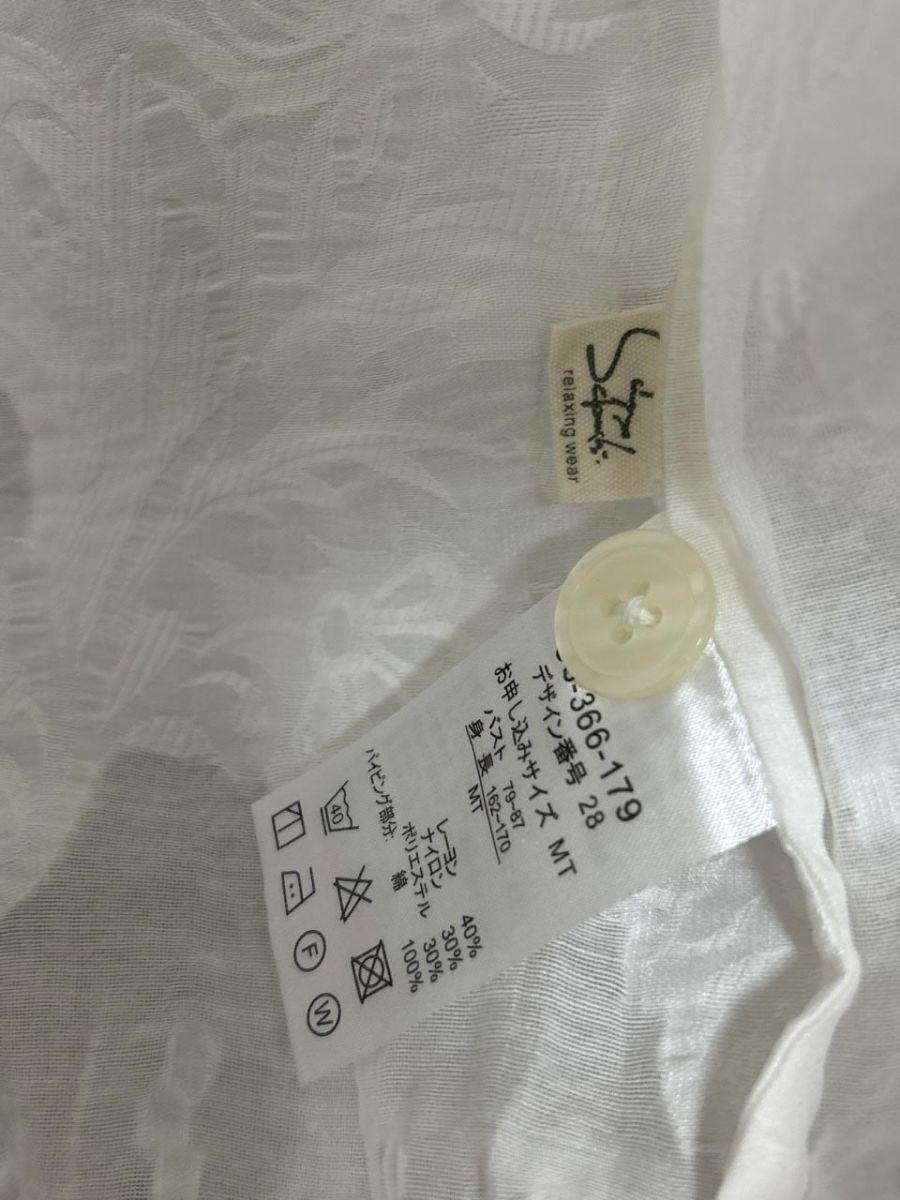 relaxing wear
-366-179
デザイン番号 28
お申し込みサイズ MT
バスト 79-87
身長 162-170
MT
レーヨン 40%
ナイロン 30%
ポリエステル 30%
パイピング部分: 綿 100%
40
F
W